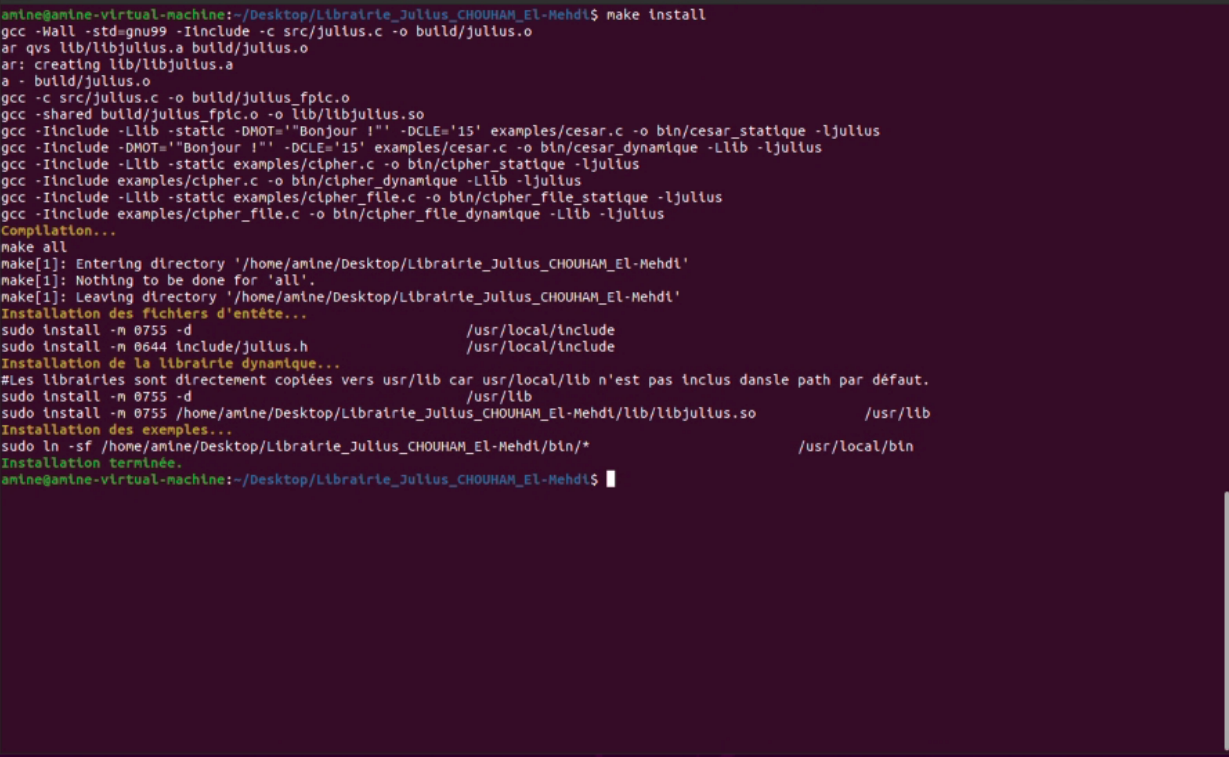 amine@amine-virtual-machine:~/Desktop/Librairie_Julius_CHOUHAM_El-Mehdi$ make install
gcc -Wall -std=gnu99 -Iinclude -c src/julius.c -o build/julius.o
ar qvs lib/libjulius.a build/julius.o
ar: creating lib/libjulius.a
a - build/julius.o
gcc -c src/julius.c -o build/julius_fpic.o
gcc -shared build/julius_fpic.o -o lib/libjulius.so
gcc -Iinclude -Llib -static -DMOT='"Bonjour !"' -DCLE='15' examples/cesar.c -o bin/cesar_statique -ljulius
gcc -Iinclude -DMOT='"Bonjour !"' -DCLE='15' examples/cesar.c -o bin/cesar_dynamique -Llib -ljulius
gcc -Iinclude -Llib -static examples/cipher.c -o bin/cipher_statique -ljulius
gcc -Iinclude examples/cipher.c -o bin/cipher_dynamique -Llib -ljulius
gcc -Iinclude -Llib -static examples/cipher_file.c -o bin/cipher_file_statique -ljulius
gcc -Iinclude examples/cipher_file.c -o bin/cipher_file_dynamique -Llib -ljulius
Compilation...
make all
make[1]: Entering directory '/home/amine/Desktop/Librairie_Julius_CHOUHAM_El-Mehdi'
make[1]: Nothing to be done for 'all'.
make[1]: Leaving directory '/home/amine/Desktop/Librairie_Julius_CHOUHAM_El-Mehdi'
Installation des fichiers d'entête...
sudo install -m 0755 -d /usr/local/include
sudo install -m 0644 include/julius.h /usr/local/include
Installation de la librairie dynamique...
#Les librairies sont directement copiées vers usr/lib car usr/local/lib n'est pas inclus dansle path par défaut.
sudo install -m 0755 -d /usr/lib
sudo install -m 0755 /home/amine/Desktop/Librairie_Julius_CHOUHAM_El-Mehdi/lib/libjulius.so /usr/lib
Installation des exemples...
sudo ln -sf /home/amine/Desktop/Librairie_Julius_CHOUHAM_El-Mehdi/bin/* /usr/local/bin
Installation terminée.
amine@amine-virtual-machine:~/Desktop/Librairie_Julius_CHOUHAM_El-Mehdi$